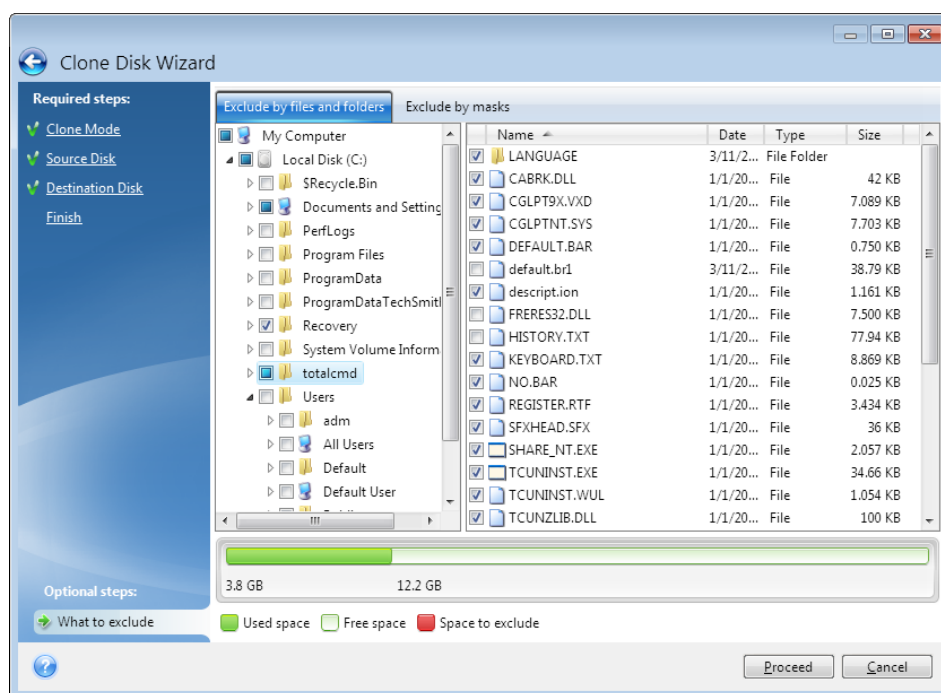 Clone Disk Wizard
Required steps:
Clone Mode
Source Disk
Destination Disk
Finish
Optional steps:
What to exclude
Exclude by files and folders
Exclude by masks
My Computer
Local Disk (C:)
$Recycle.Bin
Documents and Setting
PerfLogs
Program Files
ProgramData
ProgramDataTechSmitl
Recovery
System Volume Inform
totalcmd
Users
adm
All Users
Default
Default User
Name Date Type Size
LANGUAGE 3/11/2... File Folder
CABRK.DLL 1/1/20... File 42 KB
CGLPT9X.VXD 1/1/20... File 7.089 KB
CGLPTNT.SYS 1/1/20... File 7.703 KB
DEFAULT.BAR 1/1/20... File 0.750 KB
default.br1 3/11/2... File 38.79 KB
descript.ion 1/1/20... File 1.161 KB
FRERES32.DLL 1/1/20... File 7.500 KB
HISTORY.TXT 1/1/20... File 77.94 KB
KEYBOARD.TXT 1/1/20... File 8.869 KB
NO.BAR 1/1/20... File 0.025 KB
REGISTER.RTF 1/1/20... File 3.434 KB
SFXHEAD.SFX 1/1/20... File 36 KB
SHARE_NT.EXE 1/1/20... File 2.057 KB
TCUNINST.EXE 1/1/20... File 34.66 KB
TCUNINST.WUL 1/1/20... File 1.054 KB
TCUNZLIB.DLL 1/1/20... File 100 KB
3.8 GB 12.2 GB
Used space Free space Space to exclude
Proceed Cancel